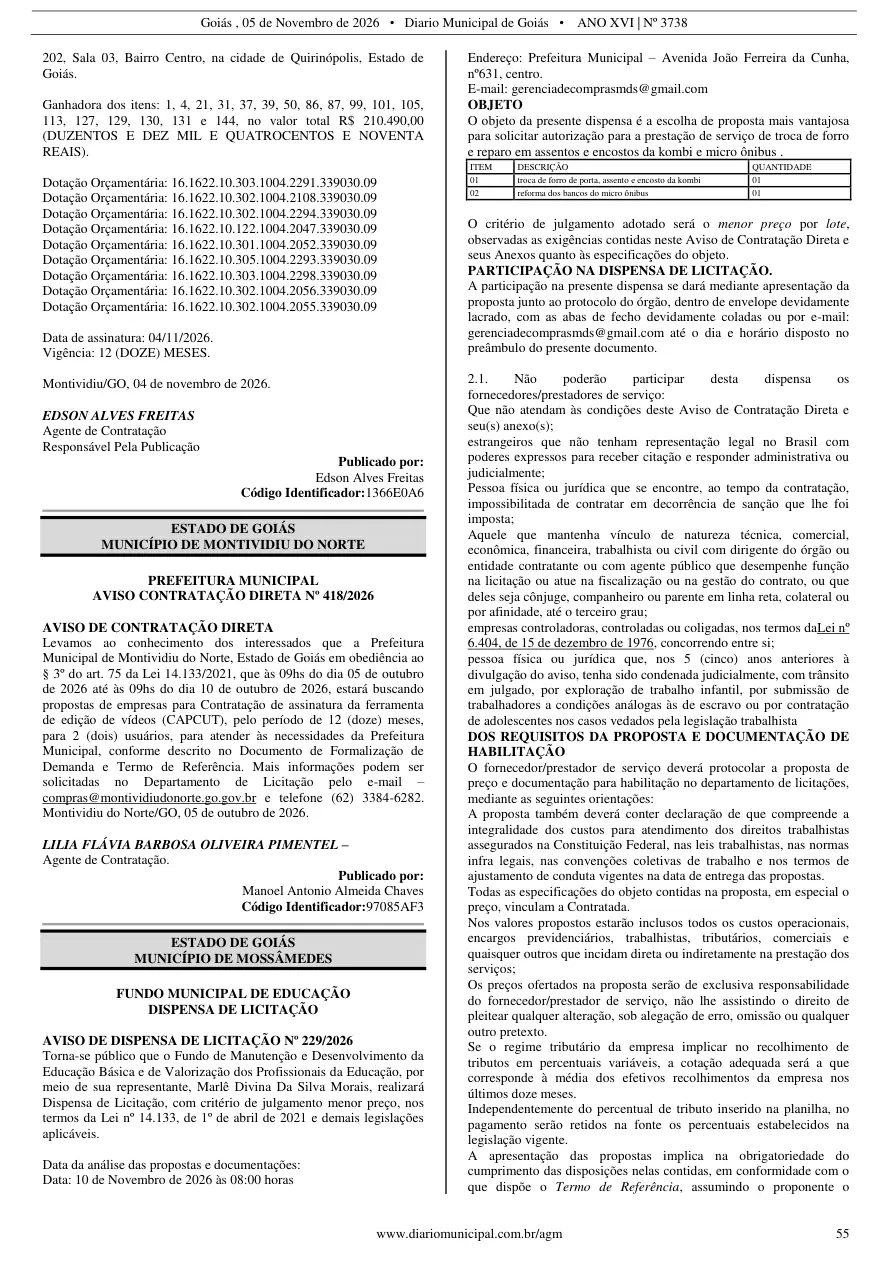 Goiás , 05 de Novembro de 2026 • Diario Municipal de Goiás • ANO XVI | Nº 3738
202, Sala 03, Bairro Centro, na cidade de Quirinópolis, Estado de
Goiás.
Ganhadora dos itens: 1, 4, 21, 31, 37, 39, 50, 86, 87, 99, 101, 105,
113, 127, 129, 130, 131 e 144, no valor total R$ 210.490,00
(DUZENTOS E DEZ MIL E QUATROCENTOS E NOVENTA
REAIS).
Dotação Orçamentária: 16.1622.10.303.1004.2291.339030.09
Dotação Orçamentária: 16.1622.10.302.1004.2108.339030.09
Dotação Orçamentária: 16.1622.10.302.1004.2294.339030.09
Dotação Orçamentária: 16.1622.10.122.1004.2047.339030.09
Dotação Orçamentária: 16.1622.10.301.1004.2052.339030.09
Dotação Orçamentária: 16.1622.10.305.1004.2293.339030.09
Dotação Orçamentária: 16.1622.10.303.1004.2298.339030.09
Dotação Orçamentária: 16.1622.10.302.1004.2056.339030.09
Dotação Orçamentária: 16.1622.10.302.1004.2055.339030.09
Data de assinatura: 04/11/2026.
Vigência: 12 (DOZE) MESES.
Montividiu/GO, 04 de novembro de 2026.
EDSON ALVES FREITAS
Agente de Contratação
Responsável Pela Publicação
Publicado por:
Edson Alves Freitas
Código Identificador:1366E0A6
ESTADO DE GOIÁS
MUNICÍPIO DE MONTIVIDIU DO NORTE
PREFEITURA MUNICIPAL
AVISO CONTRATAÇÃO DIRETA Nº 418/2026
AVISO DE CONTRATAÇÃO DIRETA
Levamos ao conhecimento dos interessados que a Prefeitura
Municipal de Montividiu do Norte, Estado de Goiás em obediência ao
§ 3º do art. 75 da Lei 14.133/2021, que às 09hs do dia 05 de outubro
de 2026 até às 09hs do dia 10 de outubro de 2026, estará buscando
propostas de empresas para Contratação de assinatura da ferramenta
de edição de vídeos (CAPCUT), pelo período de 12 (doze) meses,
para 2 (dois) usuários, para atender às necessidades da Prefeitura
Municipal, conforme descrito no Documento de Formalização de
Demanda e Termo de Referência. Mais informações podem ser
solicitadas no Departamento de Licitação pelo e-mail –
compras@montividiudonorte.go.gov.br e telefone (62) 3384-6282.
Montividiu do Norte/GO, 05 de outubro de 2026.
LILIA FLÁVIA BARBOSA OLIVEIRA PIMENTEL –
Agente de Contratação.
Publicado por:
Manoel Antonio Almeida Chaves
Código Identificador:97085AF3
ESTADO DE GOIÁS
MUNICÍPIO DE MOSSÂMEDES
FUNDO MUNICIPAL DE EDUCAÇÃO
DISPENSA DE LICITAÇÃO
AVISO DE DISPENSA DE LICITAÇÃO Nº 229/2026
Torna-se público que o Fundo de Manutenção e Desenvolvimento da
Educação Básica e de Valorização dos Profissionais da Educação, por
meio de sua representante, Marlê Divina Da Silva Morais, realizará
Dispensa de Licitação, com critério de julgamento menor preço, nos
termos da Lei nº 14.133, de 1º de abril de 2021 e demais legislações
aplicáveis.
Data da análise das propostas e documentações:
Data: 10 de Novembro de 2026 às 08:00 horas
Endereço: Prefeitura Municipal – Avenida João Ferreira da Cunha,
nº631, centro.
E-mail: gerenciadecomprasmds@gmail.com
OBJETO
O objeto da presente dispensa é a escolha de proposta mais vantajosa
para solicitar autorização para a prestação de serviço de troca de forro
e reparo em assentos e encostos da kombi e micro ônibus .
ITEM DESCRIÇÃO QUANTIDADE
01 troca de forro de porta, assento e encosto da kombi 01
02 reforma dos bancos do micro ônibus 01
O critério de julgamento adotado será o menor preço por lote,
observadas as exigências contidas neste Aviso de Contratação Direta e
seus Anexos quanto às especificações do objeto.
PARTICIPAÇÃO NA DISPENSA DE LICITAÇÃO.
A participação na presente dispensa se dará mediante apresentação da
proposta junto ao protocolo do órgão, dentro de envelope devidamente
lacrado, com as abas de fecho devidamente coladas ou por e-mail:
gerenciadecomprasmds@gmail.com até o dia e horário disposto no
preâmbulo do presente documento.
2.1. Não poderão participar desta dispensa os
fornecedores/prestadores de serviço:
Que não atendam às condições deste Aviso de Contratação Direta e
seu(s) anexo(s);
estrangeiros que não tenham representação legal no Brasil com
poderes expressos para receber citação e responder administrativa ou
judicialmente;
Pessoa física ou jurídica que se encontre, ao tempo da contratação,
impossibilitada de contratar em decorrência de sanção que lhe foi
imposta;
Aquele que mantenha vínculo de natureza técnica, comercial,
econômica, financeira, trabalhista ou civil com dirigente do órgão ou
entidade contratante ou com agente público que desempenhe função
na licitação ou atue na fiscalização ou na gestão do contrato, ou que
deles seja cônjuge, companheiro ou parente em linha reta, colateral ou
por afinidade, até o terceiro grau;
empresas controladoras, controladas ou coligadas, nos termos daLei nº
6.404, de 15 de dezembro de 1976, concorrendo entre si;
pessoa física ou jurídica que, nos 5 (cinco) anos anteriores à
divulgação do aviso, tenha sido condenada judicialmente, com trânsito
em julgado, por exploração de trabalho infantil, por submissão de
trabalhadores a condições análogas às de escravo ou por contratação
de adolescentes nos casos vedados pela legislação trabalhista
DOS REQUISITOS DA PROPOSTA E DOCUMENTAÇÃO DE
HABILITAÇÃO
O fornecedor/prestador de serviço deverá protocolar a proposta de
preço e documentação para habilitação no departamento de licitações,
mediante as seguintes orientações:
A proposta também deverá conter declaração de que compreende a
integralidade dos custos para atendimento dos direitos trabalhistas
assegurados na Constituição Federal, nas leis trabalhistas, nas normas
infra legais, nas convenções coletivas de trabalho e nos termos de
ajustamento de conduta vigentes na data de entrega das propostas.
Todas as especificações do objeto contidas na proposta, em especial o
preço, vinculam a Contratada.
Nos valores propostos estarão inclusos todos os custos operacionais,
encargos previdenciários, trabalhistas, tributários, comerciais e
quaisquer outros que incidam direta ou indiretamente na prestação dos
serviços;
Os preços ofertados na proposta serão de exclusiva responsabilidade
do fornecedor/prestador de serviço, não lhe assistindo o direito de
pleitear qualquer alteração, sob alegação de erro, omissão ou qualquer
outro pretexto.
Se o regime tributário da empresa implicar no recolhimento de
tributos em percentuais variáveis, a cotação adequada será a que
corresponde à média dos efetivos recolhimentos da empresa nos
últimos doze meses.
Independentemente do percentual de tributo inserido na planilha, no
pagamento serão retidos na fonte os percentuais estabelecidos na
legislação vigente.
A apresentação das propostas implica na obrigatoriedade do
cumprimento das disposições nelas contidas, em conformidade com o
que dispõe o Termo de Referência, assumindo o proponente o
www.diariomunicipal.com.br/agm
55